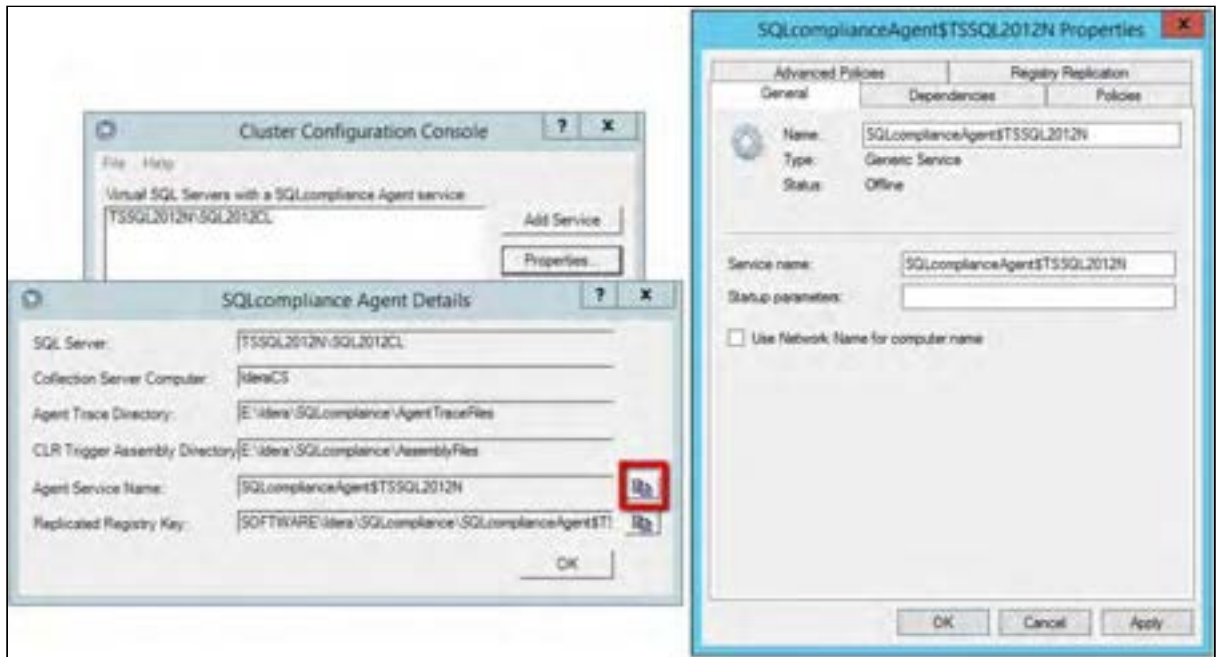 Cluster Configuration Console
? x
File Help
Virtual SQL Servers with a SQLcompliance Agent service
TSSQL2012N\SQL2012CL
Add Service
Properties...
SQLcompliance Agent Details
? x
SQL Server: TSSQL2012N\SQL2012CL
Collection Server Computer: IderaCS
Agent Trace Directory: E:\Idera\SQLcomplaince\AgentTraceFiles
CLR Trigger Assembly Directory E:\Idera\SQLcomplaince\AssemblyFiles
Agent Service Name: SQLcomplianceAgent$TSSQL2012N
Replicated Registry Key: SOFTWARE\Idera\SQLcompliance\SQLcomplianceAgent$T
OK
SQLcomplianceAgent$TSSQL2012N Properties
x
Advanced Policies Registry Replication
General Dependencies Policies
Name: SQLcomplianceAgent$TSSQL2012N
Type: Generic Service
Status: Offline
Service name: SQLcomplianceAgent$TSSQL2012N
Startup parameters:
Use Network Name for computer name
OK Cancel Apply